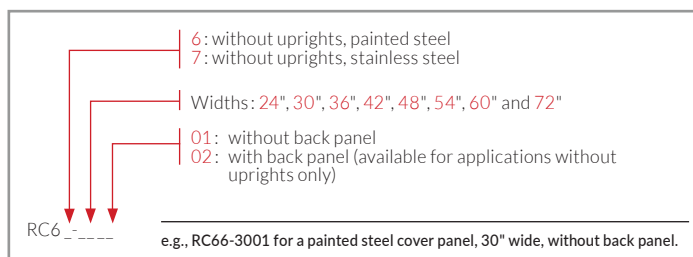 6: without uprights, painted steel
7: without uprights, stainless steel
Widths: 24", 30", 36", 42", 48", 54", 60" and 72"
01: without back panel
02: with back panel (available for applications without
uprights only)
RC6 _-_ _ _ _
e.g., RC66-3001 for a painted steel cover panel, 30" wide, without back panel.